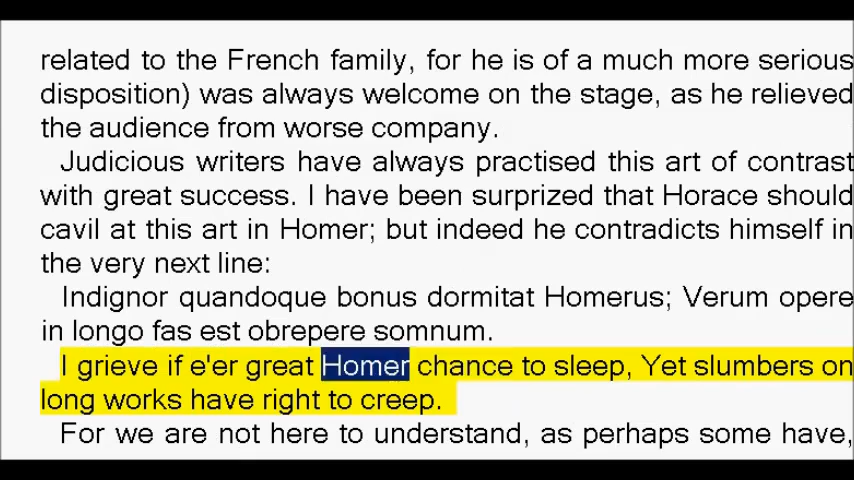 related to the French family, for he is of a much more serious
disposition) was always welcome on the stage, as he relieved
the audience from worse company.
Judicious writers have always practised this art of contrast
with great success. I have been surprized that Horace should
cavil at this art in Homer; but indeed he contradicts himself in
the very next line:
Indignor quandoque bonus dormitat Homerus; Verum opere
in longo fas est obrepere somnum.
I grieve if e'er great Homer chance to sleep, Yet slumbers on
long works have right to creep.
For we are not here to understand, as perhaps some have,